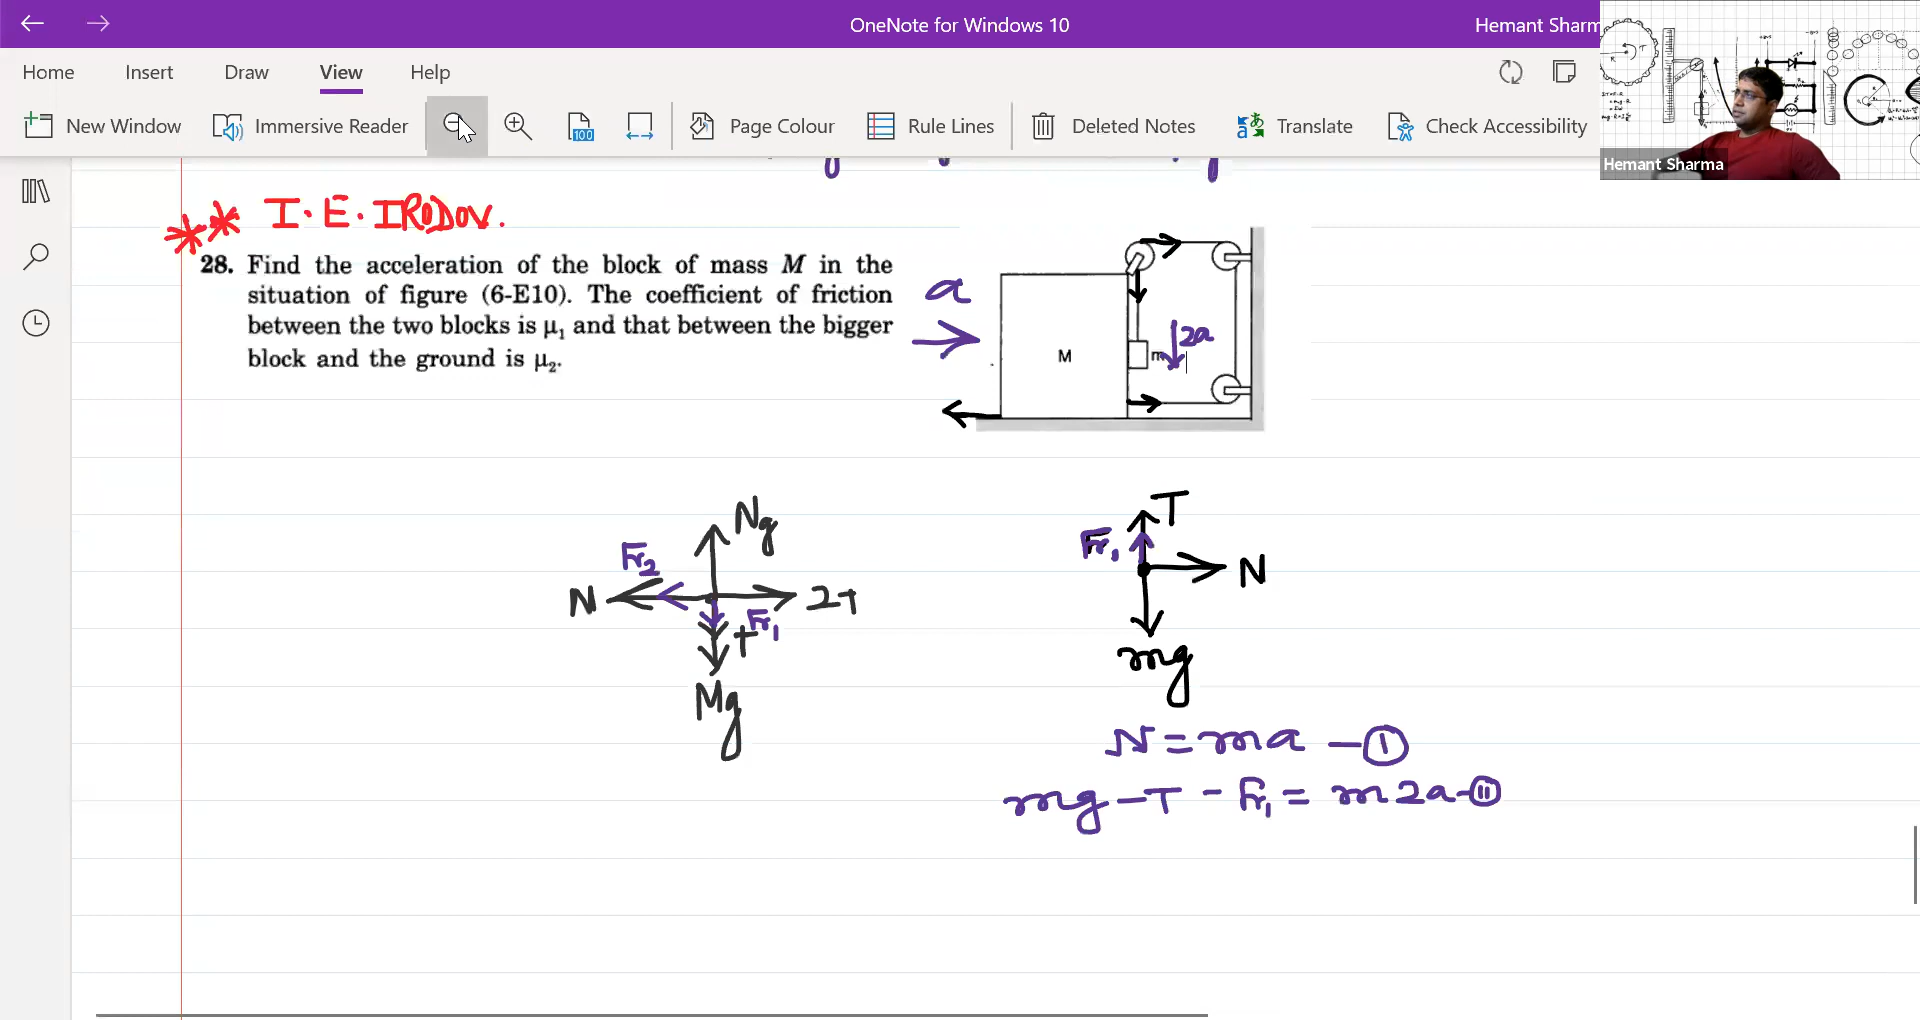 OneNote for Windows 10
Hemant Sharm
Home Insert Draw View Help
New Window Immersive Reader 100 Page Colour Rule Lines Deleted Notes Translate Check Accessibility
Hemant Sharma
** I.E. IRODOV.
28. Find the acceleration of the block of mass M in the
situation of figure (6-E10). The coefficient of friction
between the two blocks is μ₁ and that between the bigger
block and the ground is μ₂.
a
M
m
2a
Ng
Fr₂
N
2T
T
Fr₁
Mg
T
Fr₁
N
mg
N = ma — ①
mg – T – Fr₁ = m2a – ⑪